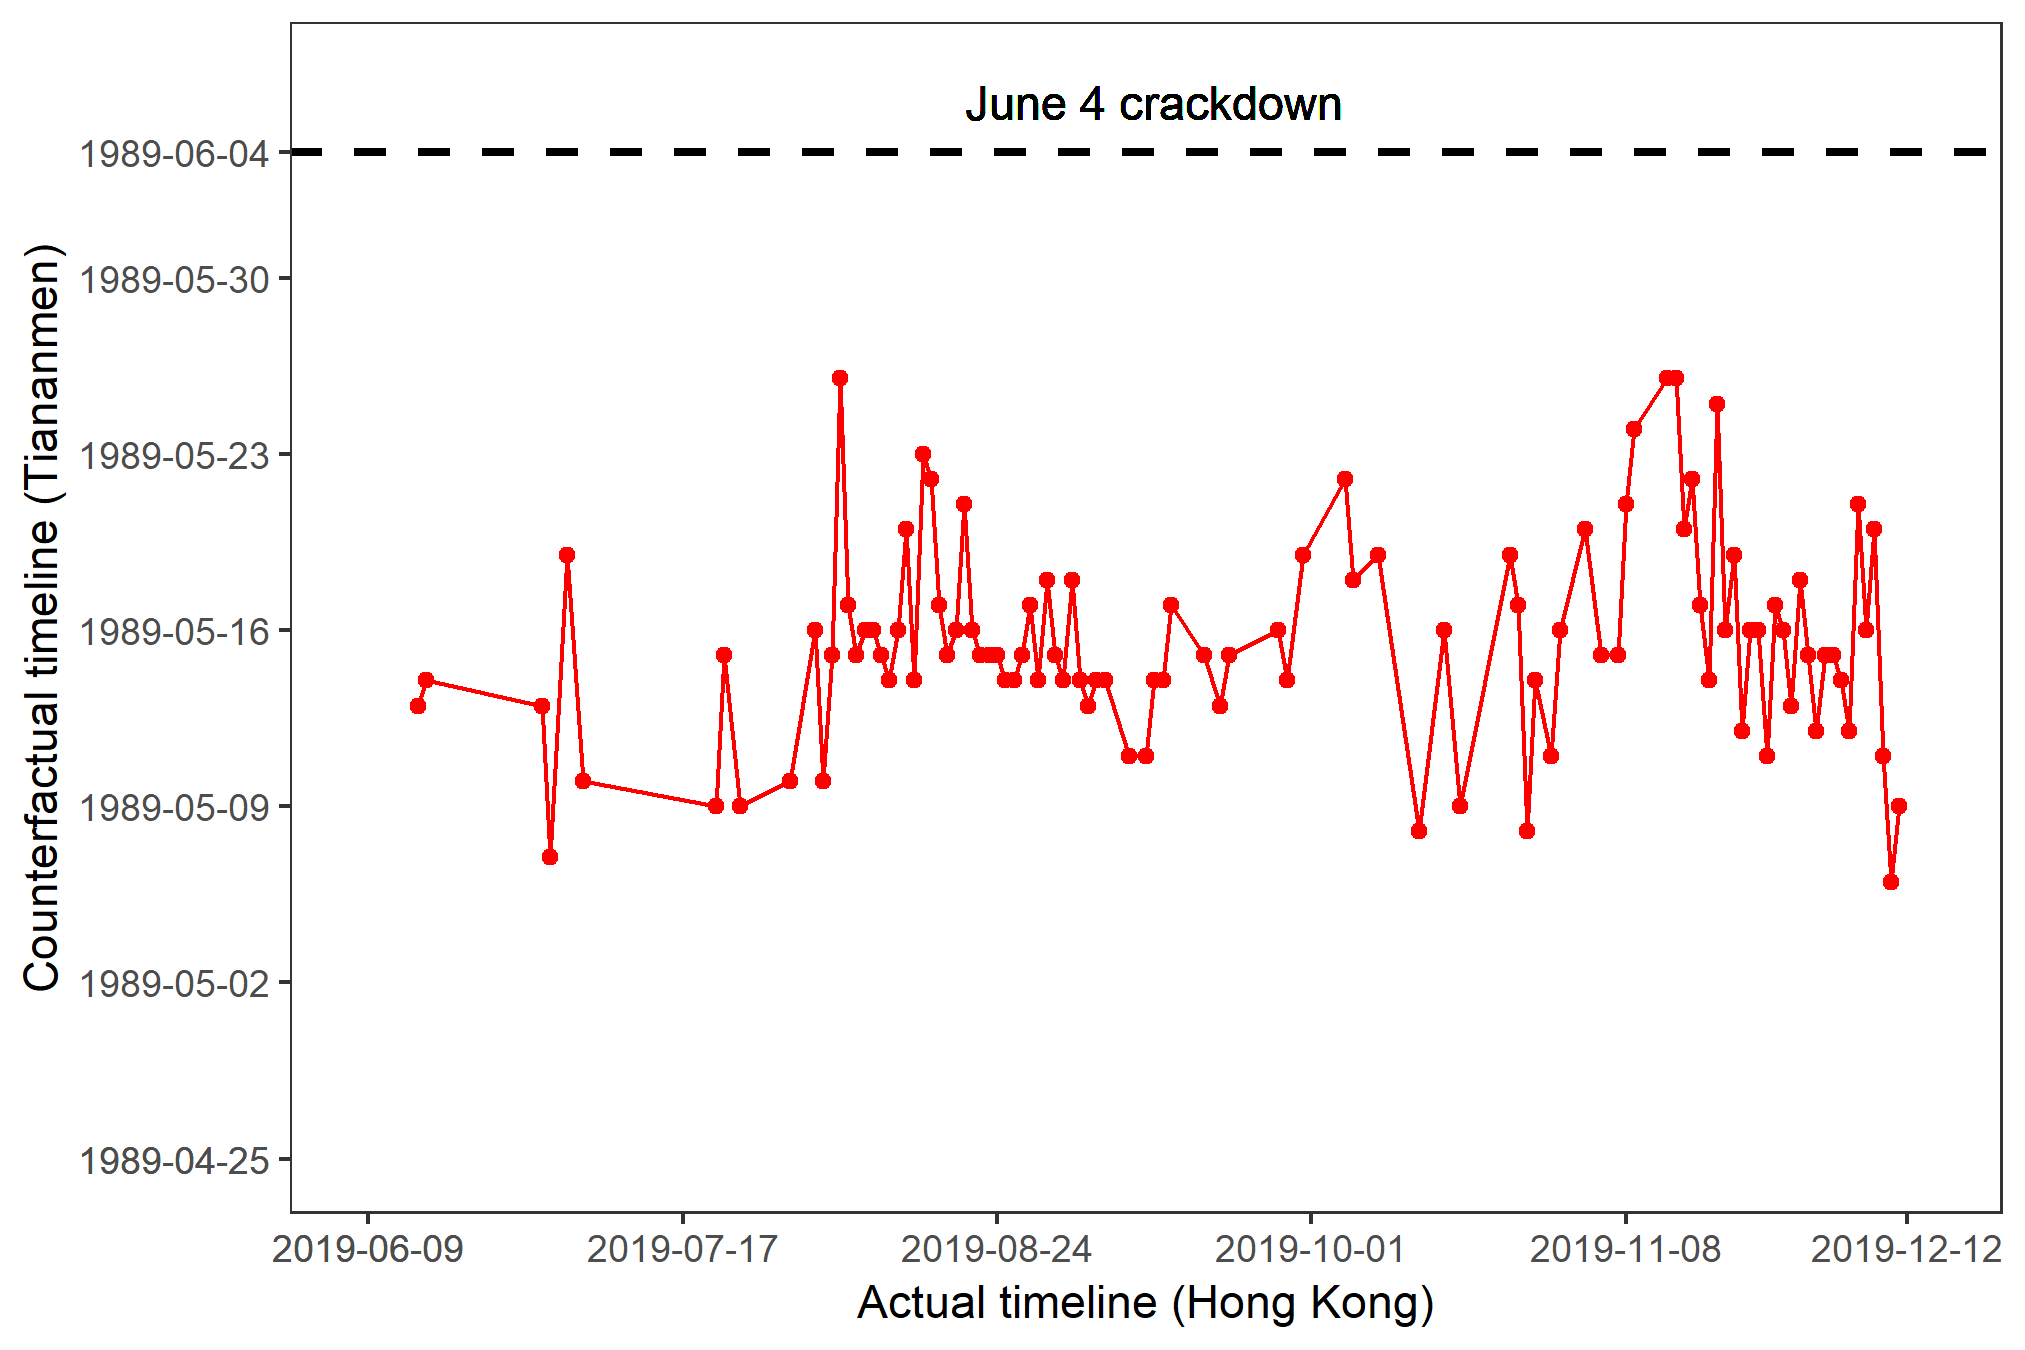 June 4 crackdown
1989-06-04
1989-05-30
1989-05-23
1989-05-16
1989-05-09
1989-05-02
1989-04-25
Counterfactual timeline (Tiananmen)
2019-06-09 2019-07-17 2019-08-24 2019-10-01 2019-11-08 2019-12-12
Actual timeline (Hong Kong)